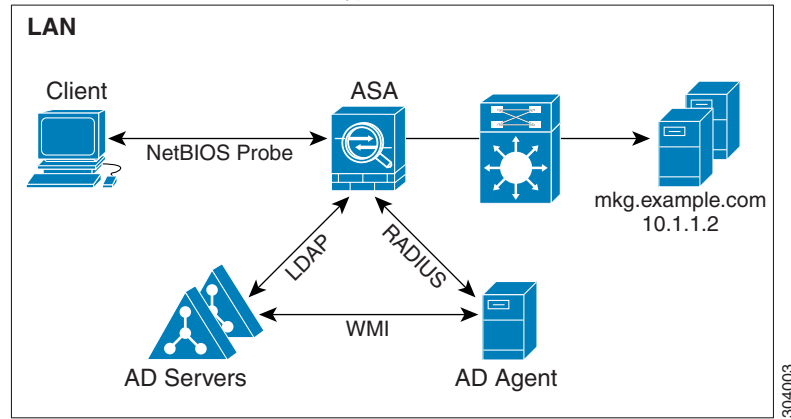 LAN
Client
ASA
NetBIOS Probe
mkg.example.com
10.1.1.2
LDAP
RADIUS
WMI
AD Servers
AD Agent
304003